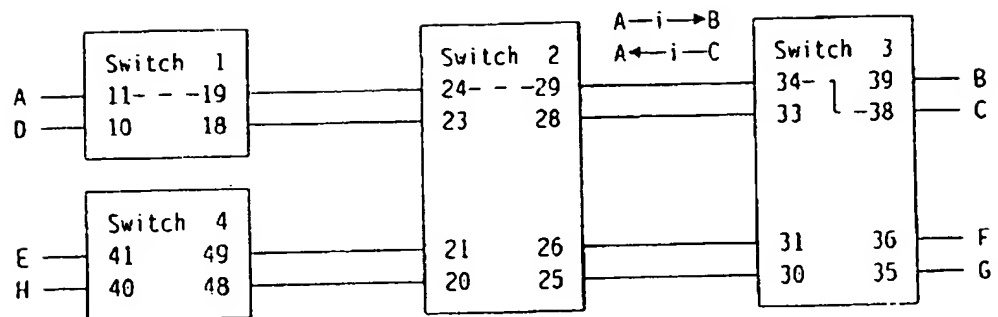 A—i—→B
A←—i—C
Switch 1
A 11- - -19
D 10 18
Switch 2
24- - -29
23 28
21 26
20 25
Switch 3
34- 39 B
33 -38 C
31 36 F
30 35 G
Switch 4
E 41 49
H 40 48